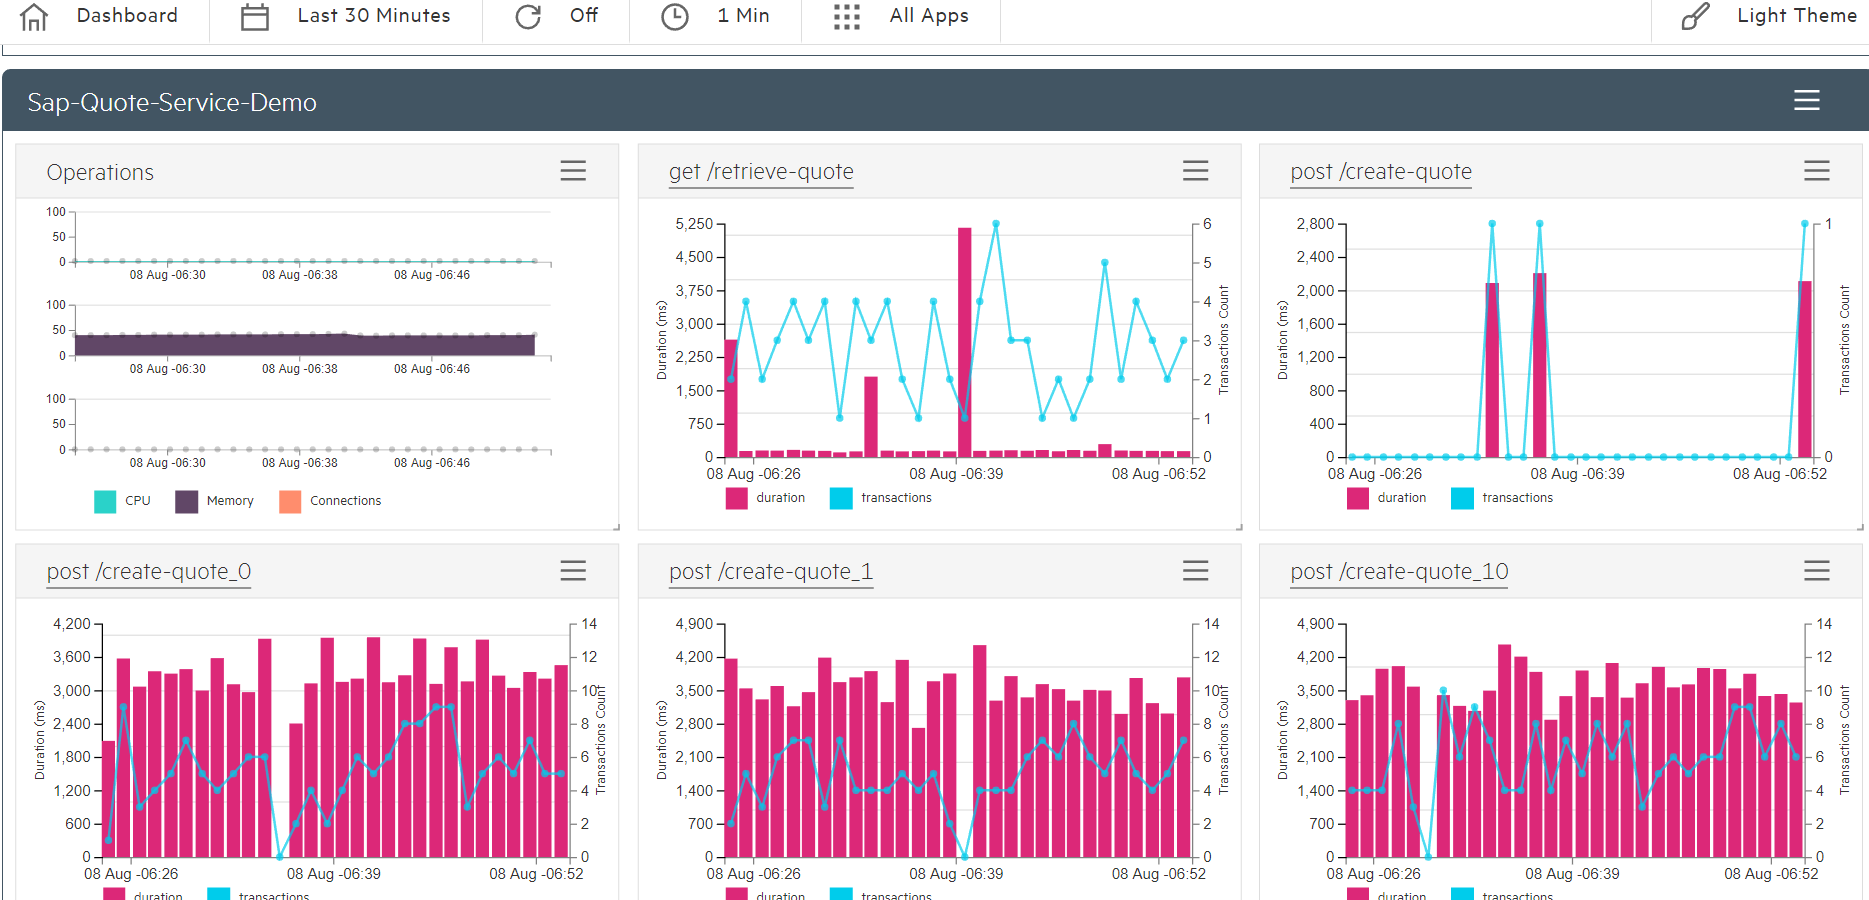 Dashboard
Last 30 Minutes
Off
1 Min
All Apps
Light Theme
Sap-Quote-Service-Demo
Operations
100
50
0
08 Aug -06:30
08 Aug -06:38
08 Aug -06:46
100
50
0
08 Aug -06:30
08 Aug -06:38
08 Aug -06:46
100
50
0
08 Aug -06:30
08 Aug -06:38
08 Aug -06:46
CPU
Memory
Connections
get /retrieve-quote
Duration (ms)
5,250
4,500
3,750
3,000
2,250
1,500
750
0
6
5
4
3
2
1
0
Transactions Count
08 Aug -06:26
08 Aug -06:39
08 Aug -06:52
duration
transactions
post /create-quote
Duration (ms)
2,800
2,400
2,000
1,600
1,200
800
400
0
1
0
Transactions Count
08 Aug -06:26
08 Aug -06:39
08 Aug -06:52
duration
transactions
post /create-quote_0
Duration (ms)
4,200
3,600
3,000
2,400
1,800
1,200
600
0
14
12
10
8
6
4
2
0
Transactions Count
08 Aug -06:26
08 Aug -06:39
08 Aug -06:52
duration
transactions
post /create-quote_1
Duration (ms)
4,900
4,200
3,500
2,800
2,100
1,400
700
0
14
12
10
8
6
4
2
0
Transactions Count
08 Aug -06:26
08 Aug -06:39
08 Aug -06:52
duration
transactions
post /create-quote_10
Duration (ms)
4,900
4,200
3,500
2,800
2,100
1,400
700
0
14
12
10
8
6
4
2
0
Transactions Count
08 Aug -06:26
08 Aug -06:39
08 Aug -06:52
duration
transactions